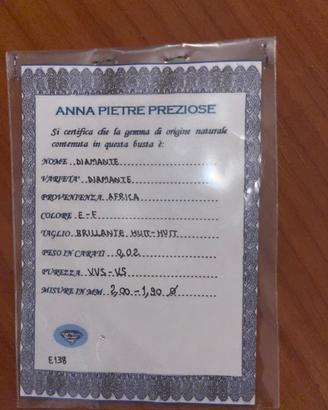 ANNA PIETRE PREZIOSE
Si certifica che la gemma di origine naturale
contenuta in questa busta è:
NOME DIAMANTE
VARIETA' DIAMANTE
PROVENIENZA AFRICA
COLORE E-F
TAGLIO BRILLANTE HUIT-HUIT
PESO IN CARATI 0,02
PUREZZA VVS-VS
MISURE IN MM 2,00-1,90 Ø
E138